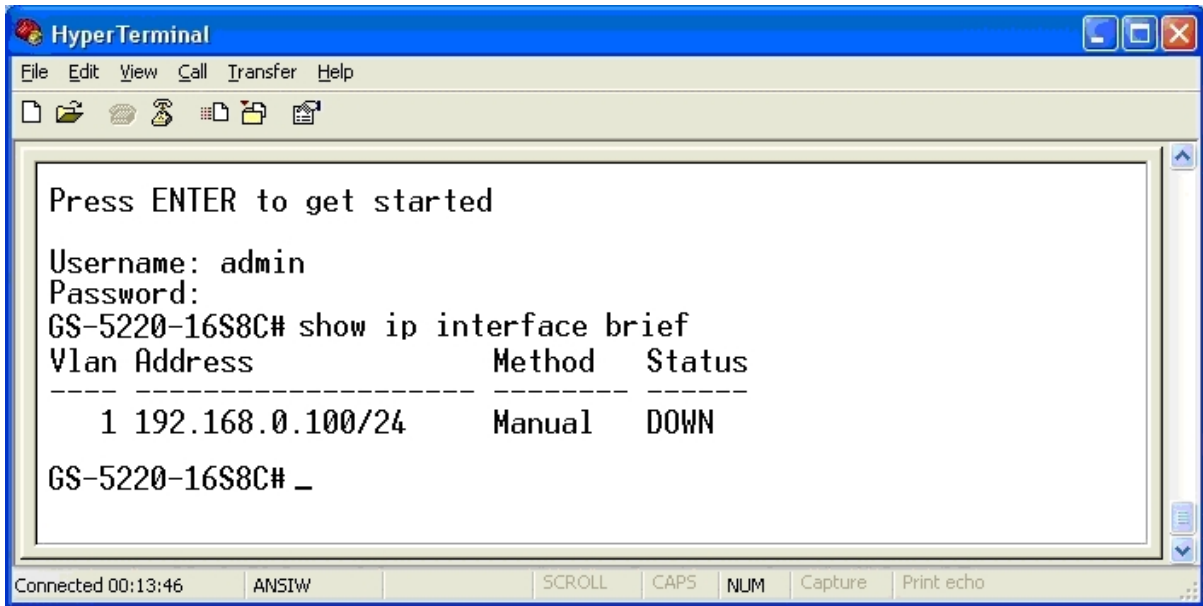 HyperTerminal
File Edit View Call Transfer Help
Press ENTER to get started
Username: admin
Password:
GS-5220-16S8C# show ip interface brief
Vlan Address Method Status
---- -------------------- -------- ------
1 192.168.0.100/24 Manual DOWN
GS-5220-16S8C# _
Connected 00:13:46 ANSIW SCROLL CAPS NUM Capture Print echo